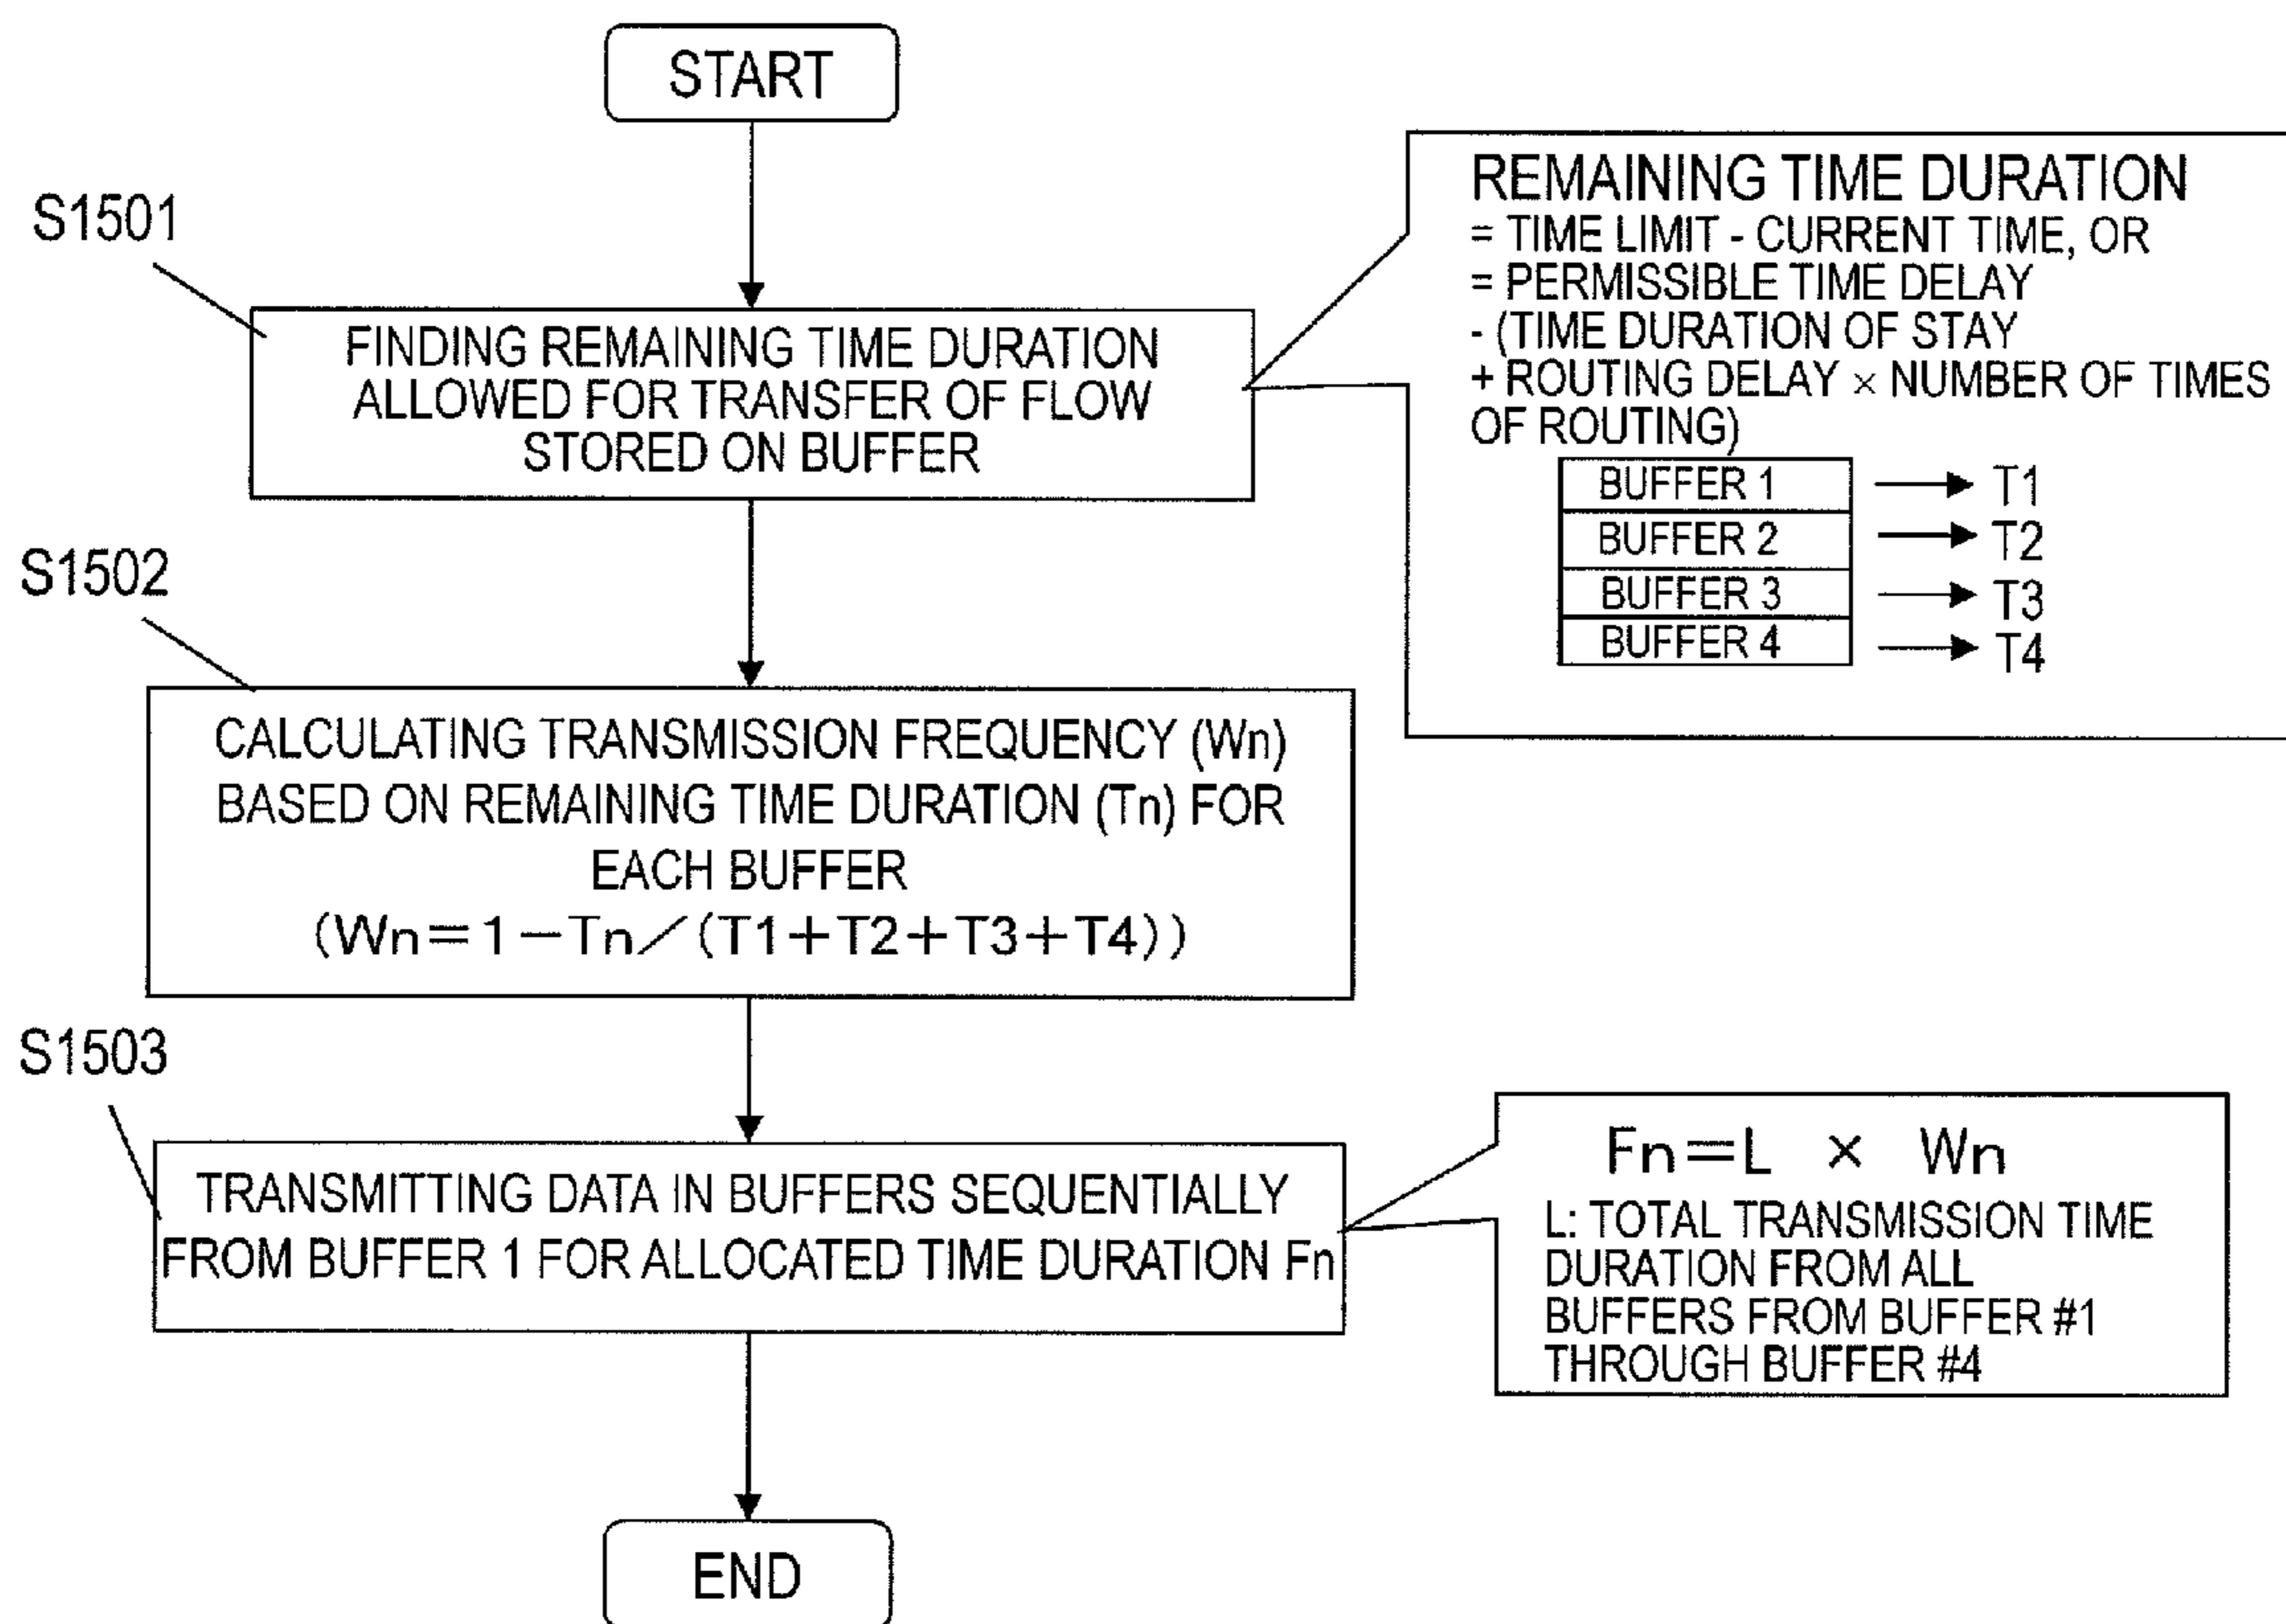 START
S1501
FINDING REMAINING TIME DURATION
ALLOWED FOR TRANSFER OF FLOW
STORED ON BUFFER
REMAINING TIME DURATION
= TIME LIMIT - CURRENT TIME, OR
= PERMISSIBLE TIME DELAY
- (TIME DURATION OF STAY
+ ROUTING DELAY × NUMBER OF TIMES
OF ROUTING)
BUFFER 1 T1
BUFFER 2 T2
BUFFER 3 T3
BUFFER 4 T4
S1502
CALCULATING TRANSMISSION FREQUENCY (Wn)
BASED ON REMAINING TIME DURATION (Tn) FOR
EACH BUFFER
(Wn=1-Tn/(T1+T2+T3+T4))
S1503
TRANSMITTING DATA IN BUFFERS SEQUENTIALLY
FROM BUFFER 1 FOR ALLOCATED TIME DURATION Fn
Fn=L × Wn
L: TOTAL TRANSMISSION TIME
DURATION FROM ALL
BUFFERS FROM BUFFER #1
THROUGH BUFFER #4
END